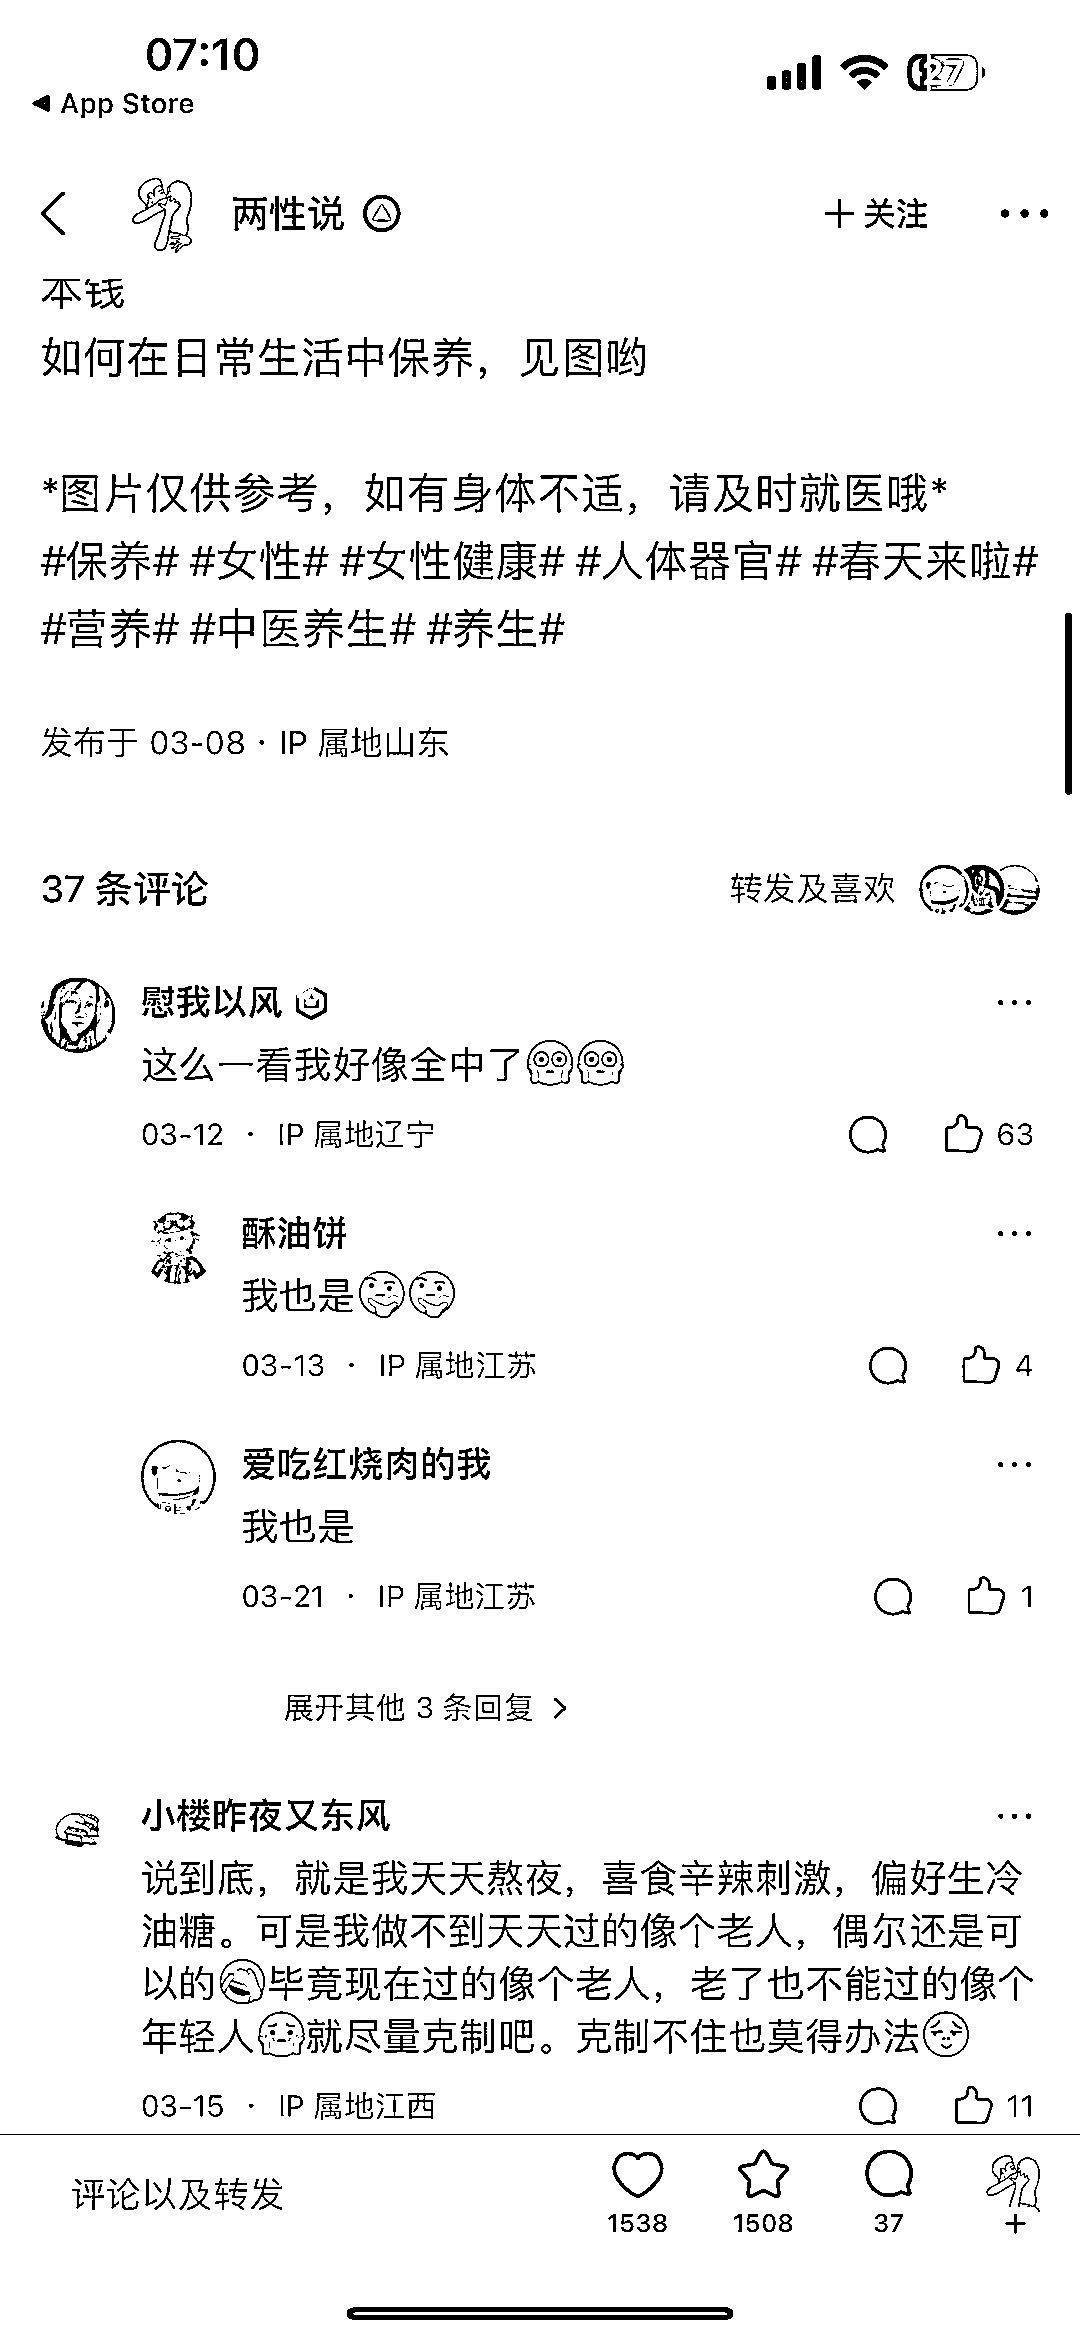 07:10
27
◀ App Store
两性说
+关注
本钱
如何在日常生活中保养，见图哟
*图片仅供参考，如有身体不适，请及时就医哦*
#保养# #女性# #女性健康# #人体器官# #春天来啦#
#营养# #中医养生# #养生#
发布于 03-08 · IP 属地山东
37 条评论
转发及喜欢
慰我以风
这么一看我好像全中了😳😳
03-12 · IP 属地辽宁
63
酥油饼
我也是🤔🤔
03-13 · IP 属地江苏
4
爱吃红烧肉的我
我也是
03-21 · IP 属地江苏
1
展开其他 3 条回复 >
小楼昨夜又东风
说到底，就是我天天熬夜，喜食辛辣刺激，偏好生冷
油糖。可是我做不到天天过的像个老人，偶尔还是可
以的毕竟现在过的像个老人，老了也不能过的像个
年轻人就尽量克制吧。克制不住也莫得办法
03-15 · IP 属地江西
11
评论以及转发
1538
1508
37
+